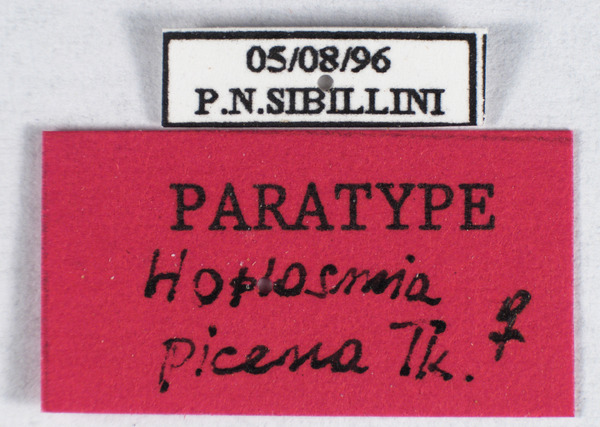 05/08/96
P.N.SIBILLINI
PARATYPE
Hoplosmia
picena Tk. ♀